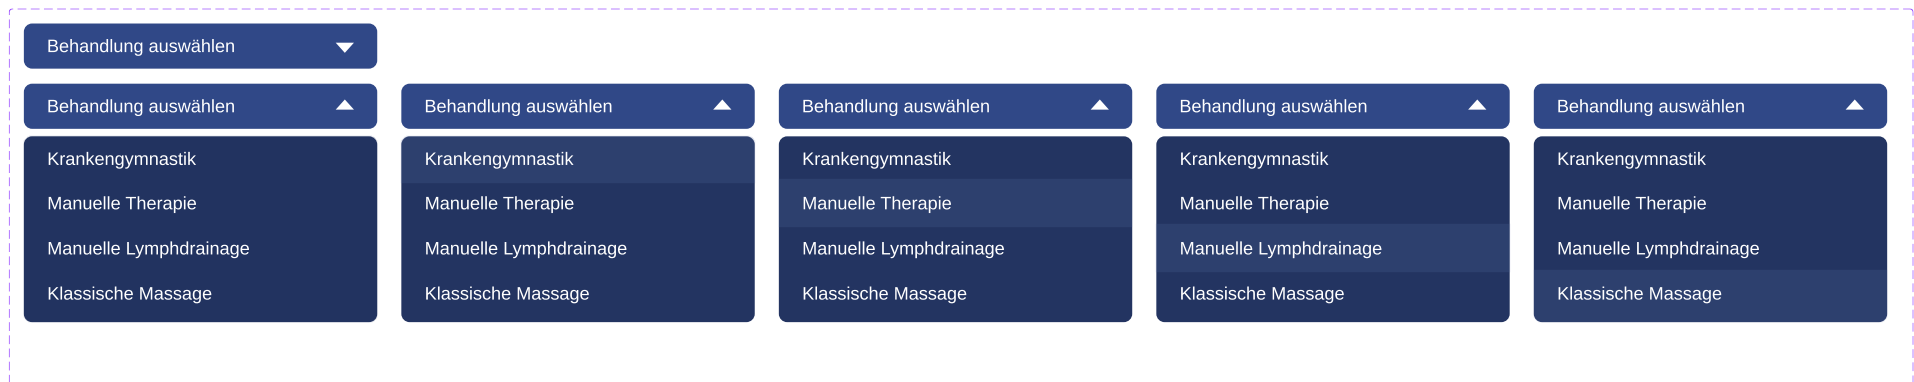 Behandlung auswählen
Behandlung auswählen
Krankengymnastik
Manuelle Therapie
Manuelle Lymphdrainage
Klassische Massage
Behandlung auswählen
Krankengymnastik
Manuelle Therapie
Manuelle Lymphdrainage
Klassische Massage
Behandlung auswählen
Krankengymnastik
Manuelle Therapie
Manuelle Lymphdrainage
Klassische Massage
Behandlung auswählen
Krankengymnastik
Manuelle Therapie
Manuelle Lymphdrainage
Klassische Massage
Behandlung auswählen
Krankengymnastik
Manuelle Therapie
Manuelle Lymphdrainage
Klassische Massage